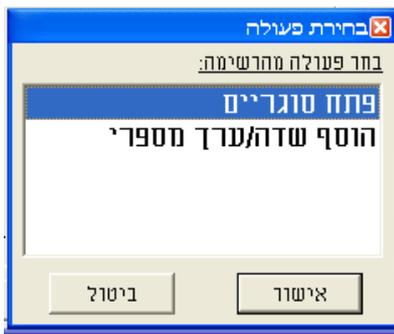 בחירת פעולה
בחר פעולה מהרשימה:
פתח סוגריים
הוסף שדה/ערך מספרי
אישור
ביטול